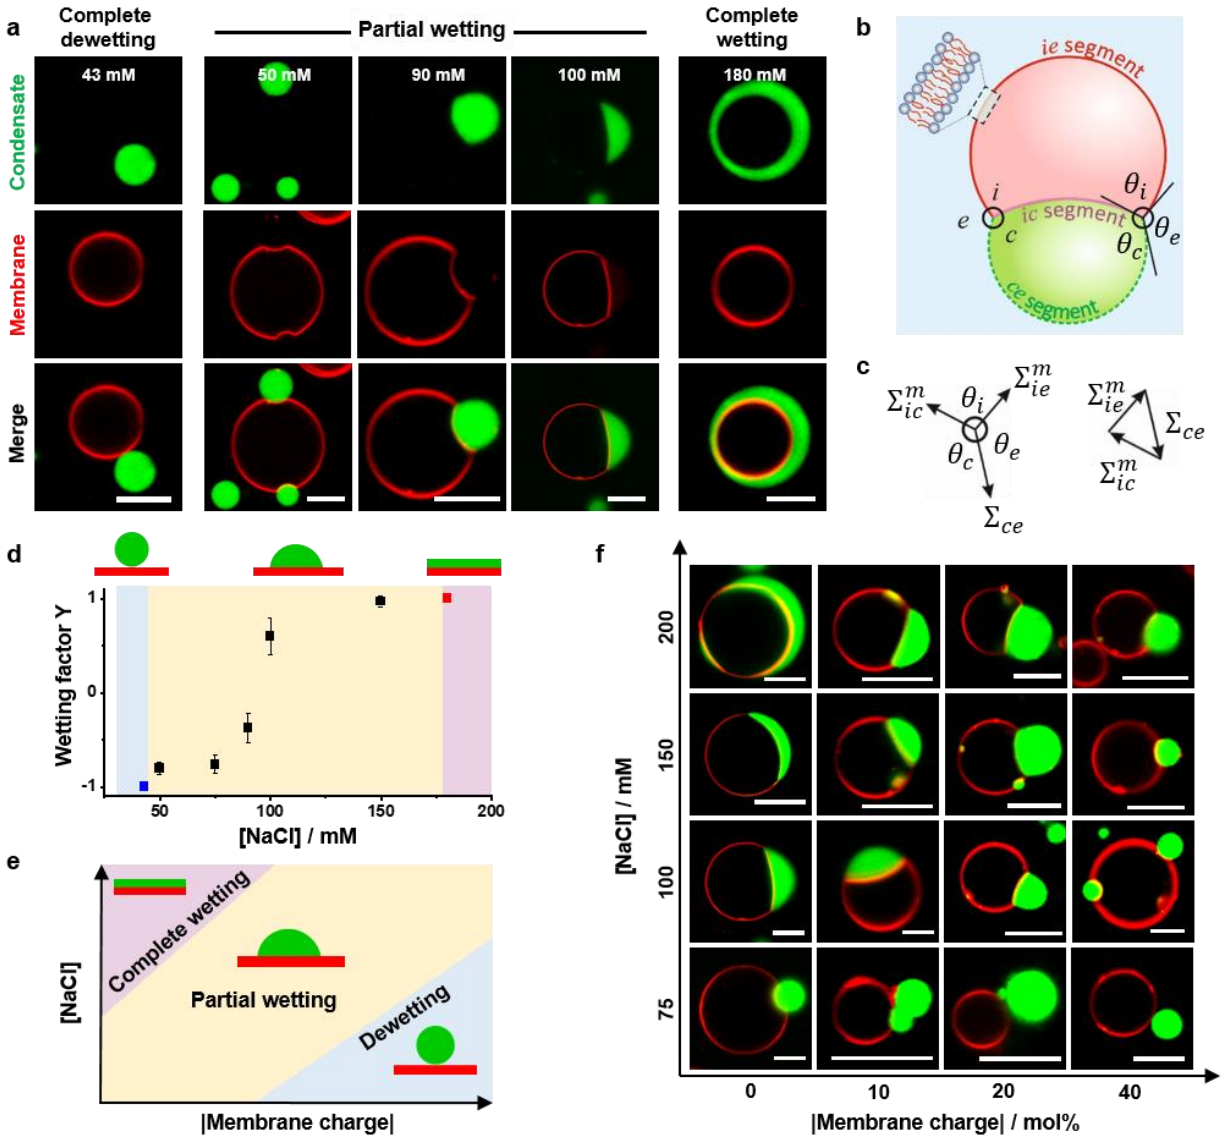 a
Complete
dewetting
Partial wetting
Complete
wetting
43 mM
50 mM
90 mM
100 mM
180 mM
Condensate
Membrane
Merge
b
ie segment
θi
i
ic segment
e
c
θc
θe
ce segment
c
Σ^m_ic
θi
Σ^m_ie
θc
θe
Σce
Σ^m_ie
Σce
Σ^m_ic
d
Wetting factor Y
1
0
-1
50
100
150
200
[NaCl] / mM
e
[NaCl]
Complete wetting
Partial wetting
Dewetting
|Membrane charge|
f
[NaCl] / mM
200
150
100
75
0
10
20
40
|Membrane charge| / mol%